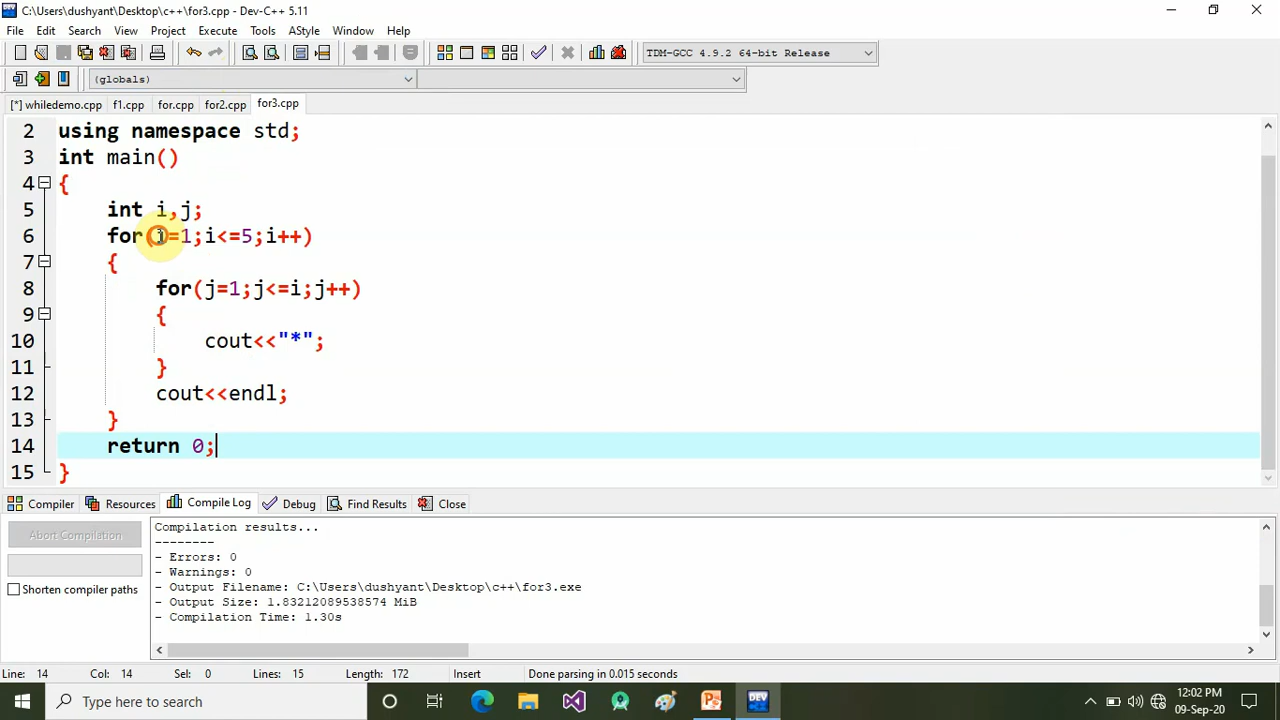 C:\Users\dushyant\Desktop\c++\for3.cpp - Dev-C++ 5.11
File Edit Search View Project Execute Tools AStyle Window Help
TDM-GCC 4.9.2 64-bit Release
(globals)
[*] whiledemo.cpp f1.cpp for.cpp for2.cpp for3.cpp
2 using namespace std;
3 int main()
4 {
5 int i,j;
6 for(i=1;i<=5;i++)
7 {
8 for(j=1;j<=i;j++)
9 {
10 cout<<"*";
11 }
12 cout<<endl;
13 }
14 return 0;
15 }
Compiler Resources Compile Log Debug Find Results Close
Abort Compilation
Shorten compiler paths
Compilation results...
--------
- Errors: 0
- Warnings: 0
- Output Filename: C:\Users\dushyant\Desktop\c++\for3.exe
- Output Size: 1.83212089538574 MiB
- Compilation Time: 1.30s
Line: 14 Col: 14 Sel: 0 Lines: 15 Length: 172 Insert Done parsing in 0.015 seconds
Type here to search
DEV
12:02 PM
09-Sep-20